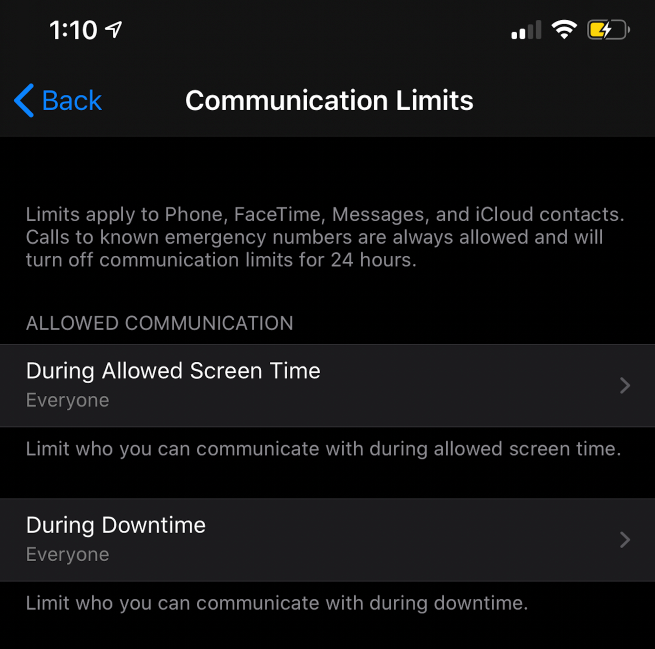 1:10
Back
Communication Limits
Limits apply to Phone, FaceTime, Messages, and iCloud contacts.
Calls to known emergency numbers are always allowed and will
turn off communication limits for 24 hours.
ALLOWED COMMUNICATION
During Allowed Screen Time
Everyone
Limit who you can communicate with during allowed screen time.
During Downtime
Everyone
Limit who you can communicate with during downtime.